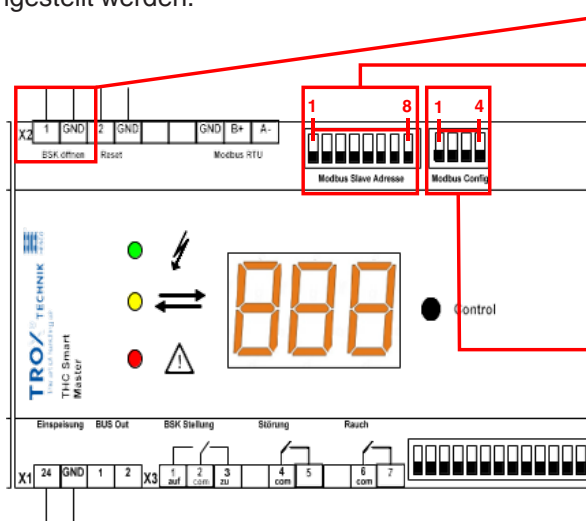 ngestellt werden.
1 8 1 4
X2 1 GND 2 GND GND B+ A-
BSK öffnen Reset Modbus RTU
Modbus Slave Adresse Modbus Config
TROX® TECHNIK
THC Smart
Master
888
Control
Einspeisung BUS Out BSK Stellung Störung Rauch
X1 24 GND 1 2 X3 1 auf 2 com 3 zu 4 com 5 6 com 7